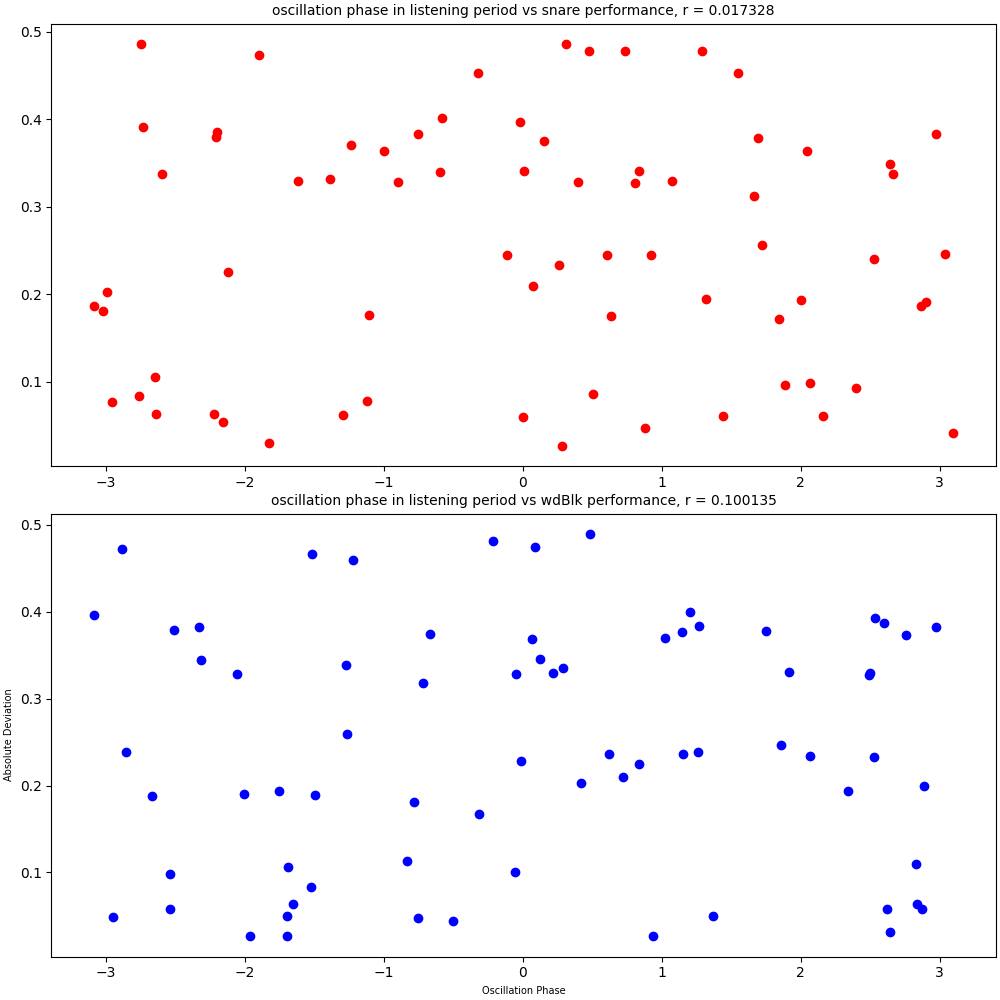 oscillation phase in listening period vs snare performance, r = 0.017328
0.5
0.4
0.3
0.2
0.1
−3 −2 −1 0 1 2 3
oscillation phase in listening period vs wdBlk performance, r = 0.100135
0.5
0.4
0.3
0.2
0.1
Absolute Deviation
−3 −2 −1 0 1 2 3
Oscillation Phase